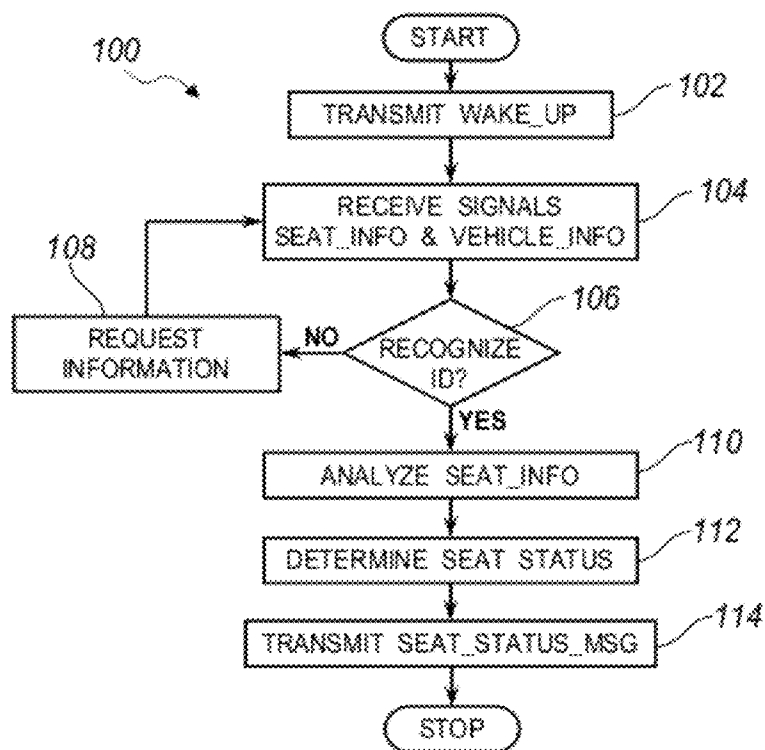 START
100
TRANSMIT WAKE_UP
102
RECEIVE SIGNALS
SEAT_INFO & VEHICLE_INFO
104
108
REQUEST
INFORMATION
NO
RECOGNIZE
ID?
106
YES
ANALYZE SEAT_INFO
110
DETERMINE SEAT STATUS
112
TRANSMIT SEAT_STATUS_MSG
114
STOP